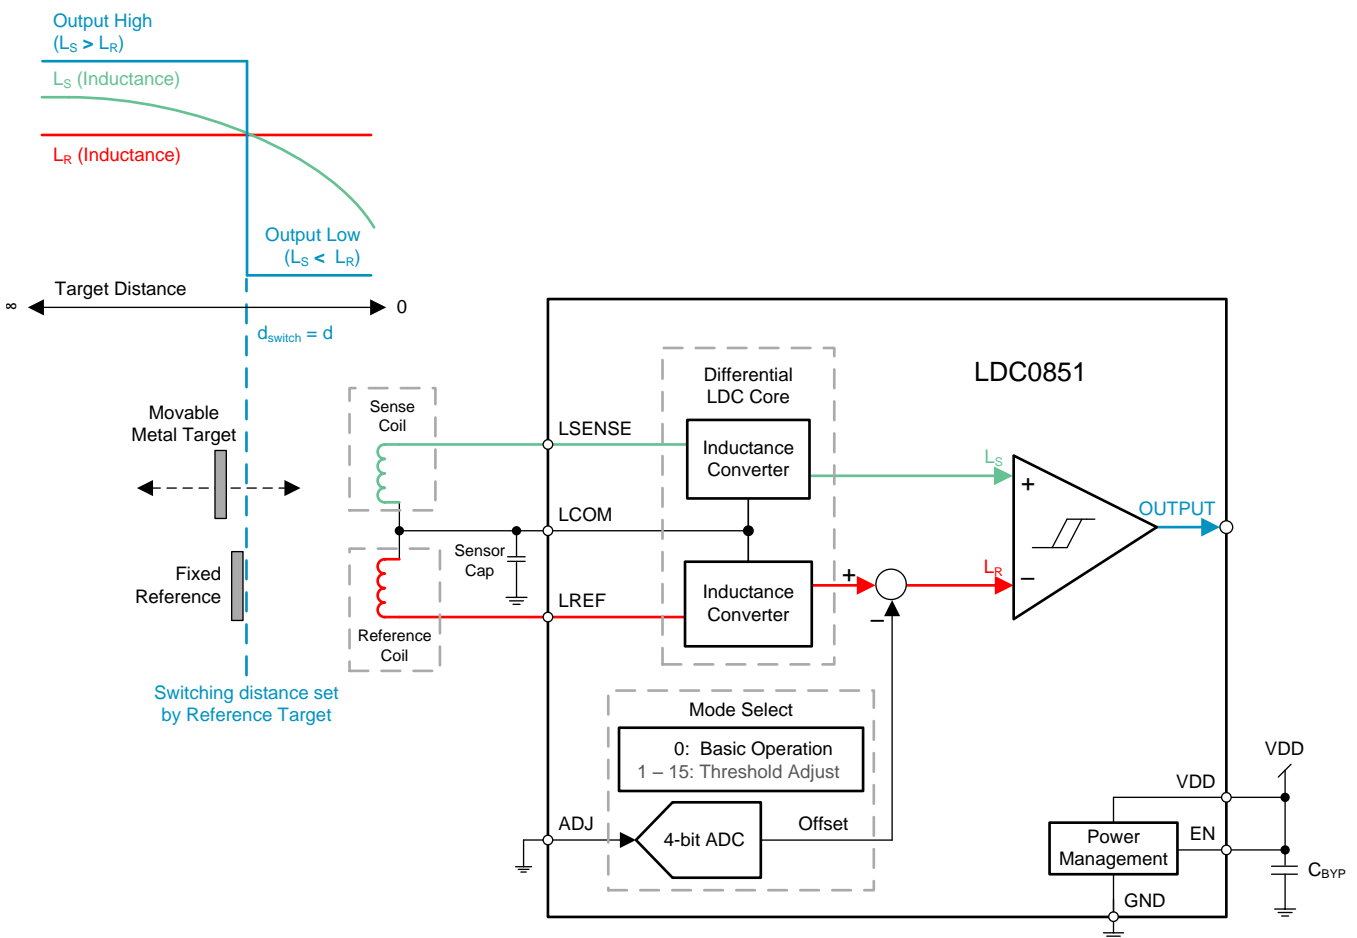 Output High
(LS > LR)
LS (Inductance)
LR (Inductance)
Output Low
(LS < LR)
∞
Target Distance
0
dswitch = d
Movable
Metal Target
Fixed
Reference
Switching distance set
by Reference Target
Sense
Coil
Reference
Coil
Sensor
Cap
LSENSE
LCOM
LREF
Differential
LDC Core
Inductance
Converter
Inductance
Converter
LDC0851
LS
+
LR
−
+
−
OUTPUT
Mode Select
0: Basic Operation
1 – 15: Threshold Adjust
ADJ
4-bit ADC
Offset
VDD
VDD
EN
Power
Management
GND
CBYP